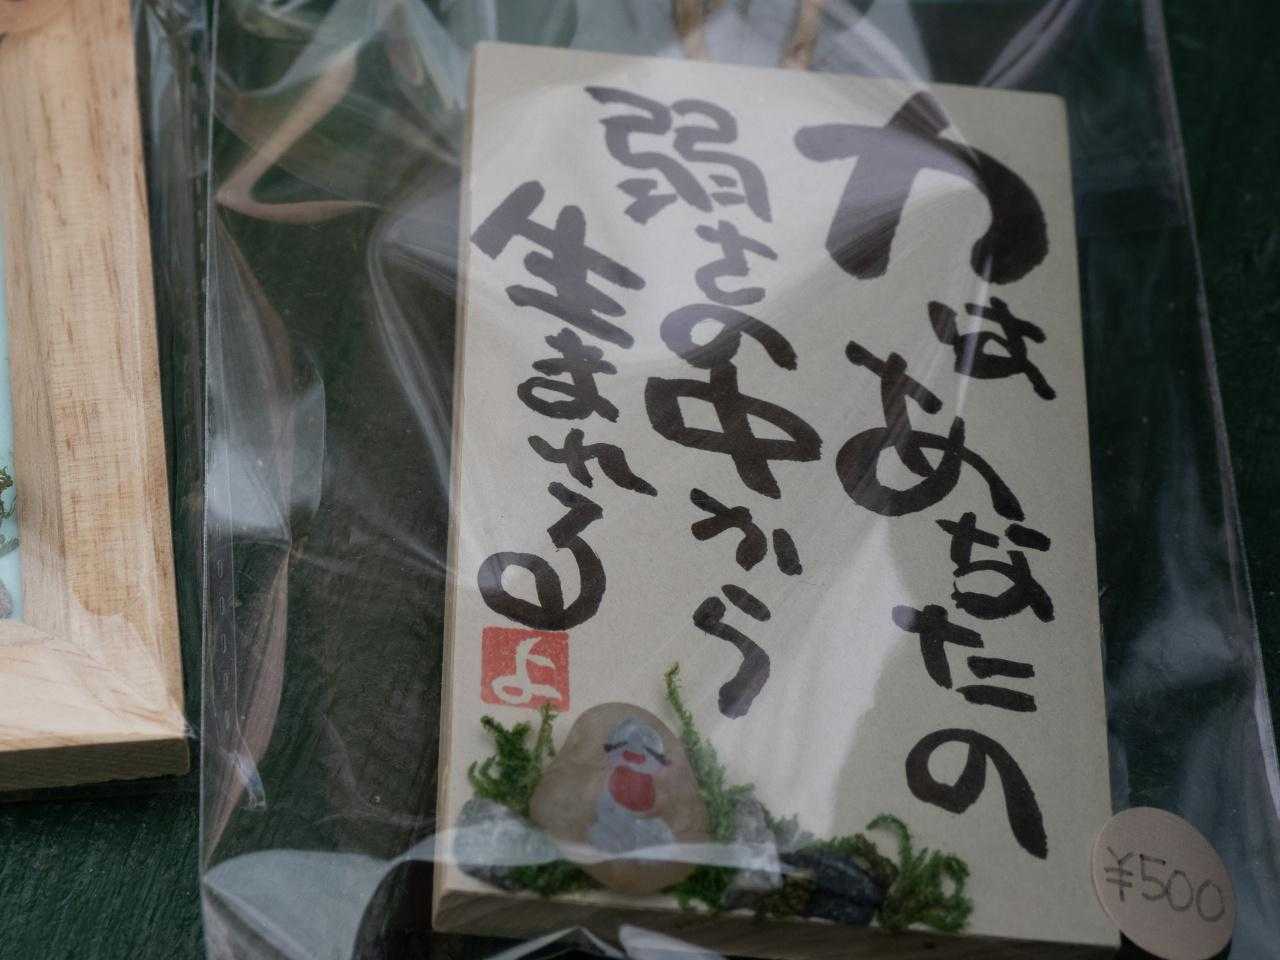 力はあなたの
弱さの中から
生まれる
よ
¥500